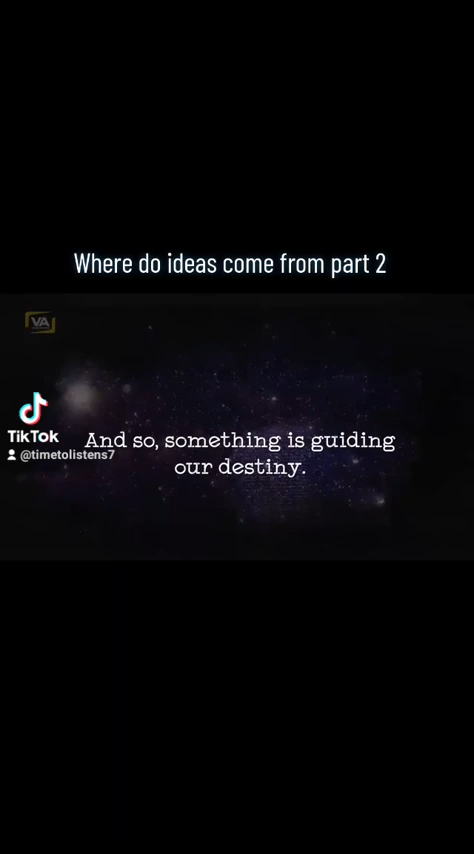 Where do ideas come from part 2
VA
TikTok
@timetolistens7
And so, something is guiding
our destiny.